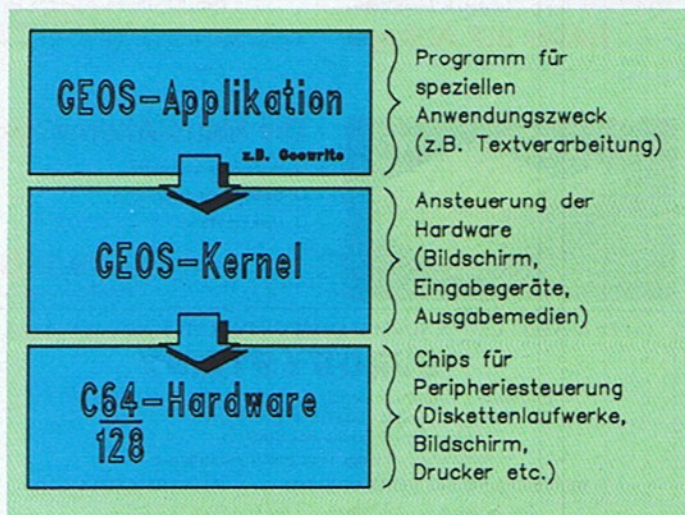 GEOS-Applikation
z.B. Geowrite
Programm für
speziellen
Anwendungszweck
(z.B. Textverarbeitung)
GEOS-Kernel
Ansteuerung der
Hardware
(Bildschirm,
Eingabegeräte,
Ausgabemedien)
C64-Hardware
128
Chips für
Peripheriesteuerung
(Diskettenlaufwerke,
Bildschirm,
Drucker etc.)